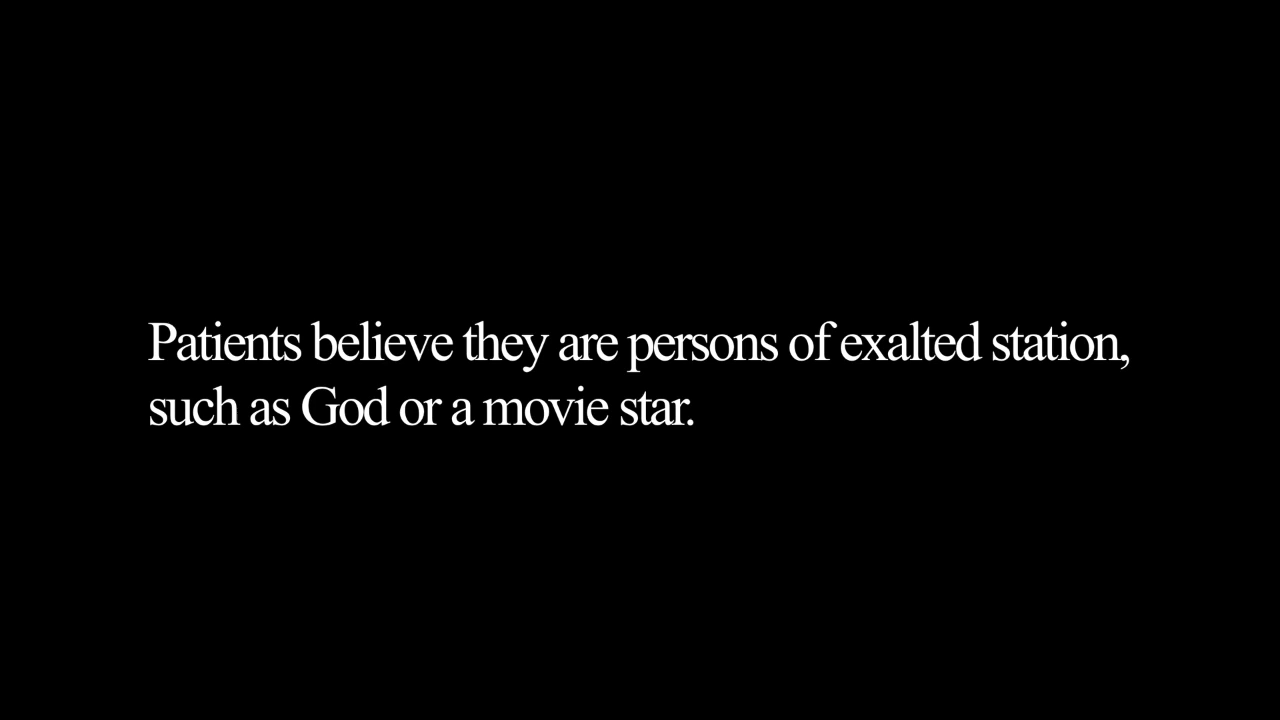 Patients believe they are persons of exalted station,
such as God or a movie star.